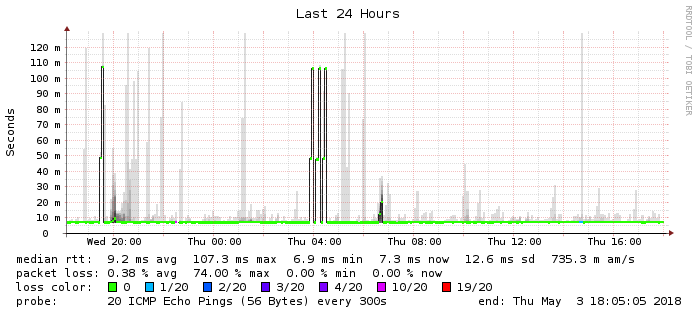 Last 24 Hours
RRDTOOL / TOBI OETIKER
Seconds
120 m
110 m
100 m
90 m
80 m
70 m
60 m
50 m
40 m
30 m
20 m
10 m
0
Wed 20:00 Thu 00:00 Thu 04:00 Thu 08:00 Thu 12:00 Thu 16:00
median rtt: 9.2 ms avg 107.3 ms max 6.9 ms min 7.3 ms now 12.6 ms sd 735.3 m am/s
packet loss: 0.38 % avg 74.00 % max 0.00 % min 0.00 % now
loss color: 0 1/20 2/20 3/20 4/20 10/20 19/20
probe: 20 ICMP Echo Pings (56 Bytes) every 300s end: Thu May 3 18:05:05 2018